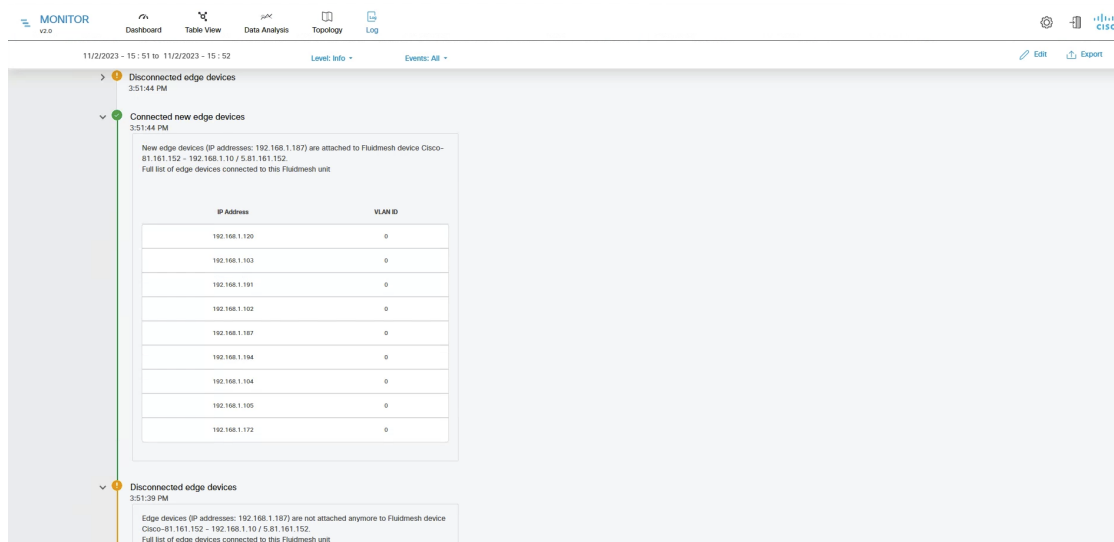 MONITOR
V2.0
Dashboard
Table View
Data Analysis
Topology
Log
Log
cisco
11/2/2023 - 15 : 51 to 11/2/2023 - 15 : 52
Level: Info
Events: All
Edit
Export
Disconnected edge devices
3:51:44 PM
Connected new edge devices
3:51:44 PM
New edge devices (IP addresses: 192.168.1.187) are attached to Fluidmesh device Cisco-
81.161.152 - 192.168.1.10 / 5.81.161.152.
Full list of edge devices connected to this Fluidmesh unit
IP Address VLAN ID
192.168.1.120 0
192.168.1.103 0
192.168.1.191 0
192.168.1.102 0
192.168.1.187 0
192.168.1.194 0
192.168.1.104 0
192.168.1.105 0
192.168.1.172 0
Disconnected edge devices
3:51:39 PM
Edge devices (IP addresses: 192.168.1.187) are not attached anymore to Fluidmesh device
Cisco-81.161.152 - 192.168.1.10 / 5.81.161.152.
Full list of edge devices connected to this Fluidmesh unit